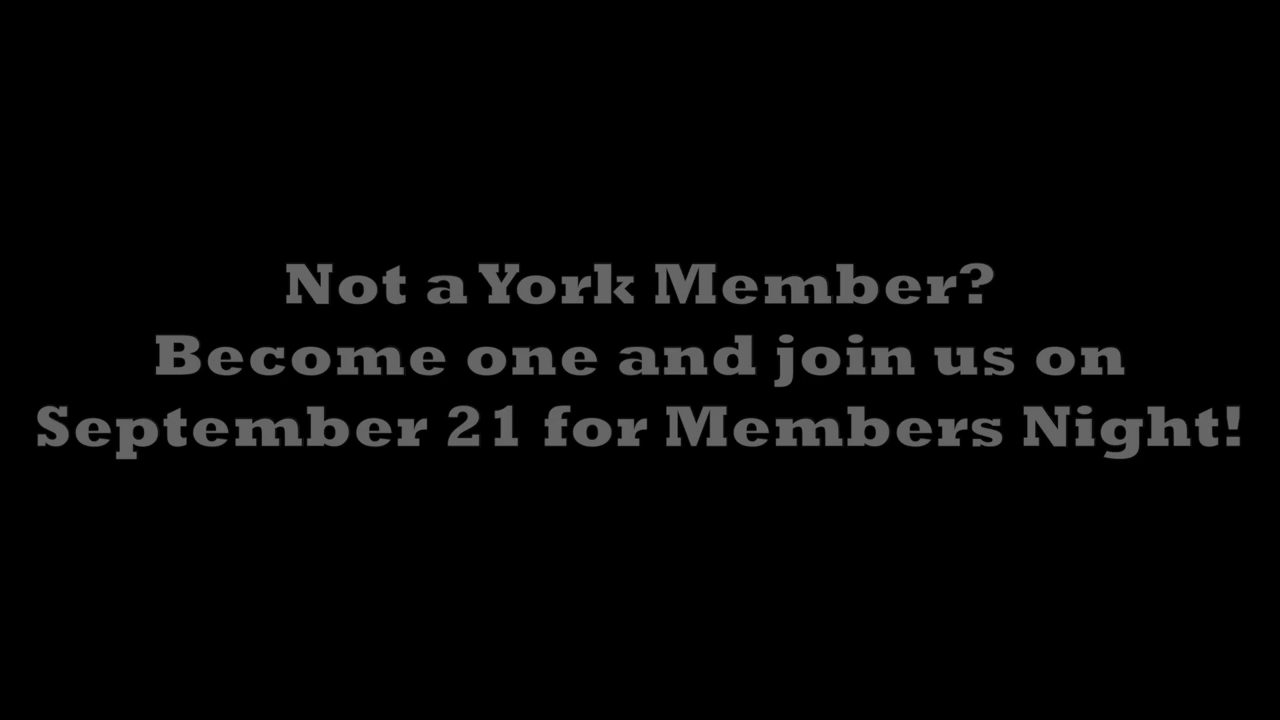 Not a York Member?
Become one and join us on
September 21 for Members Night!